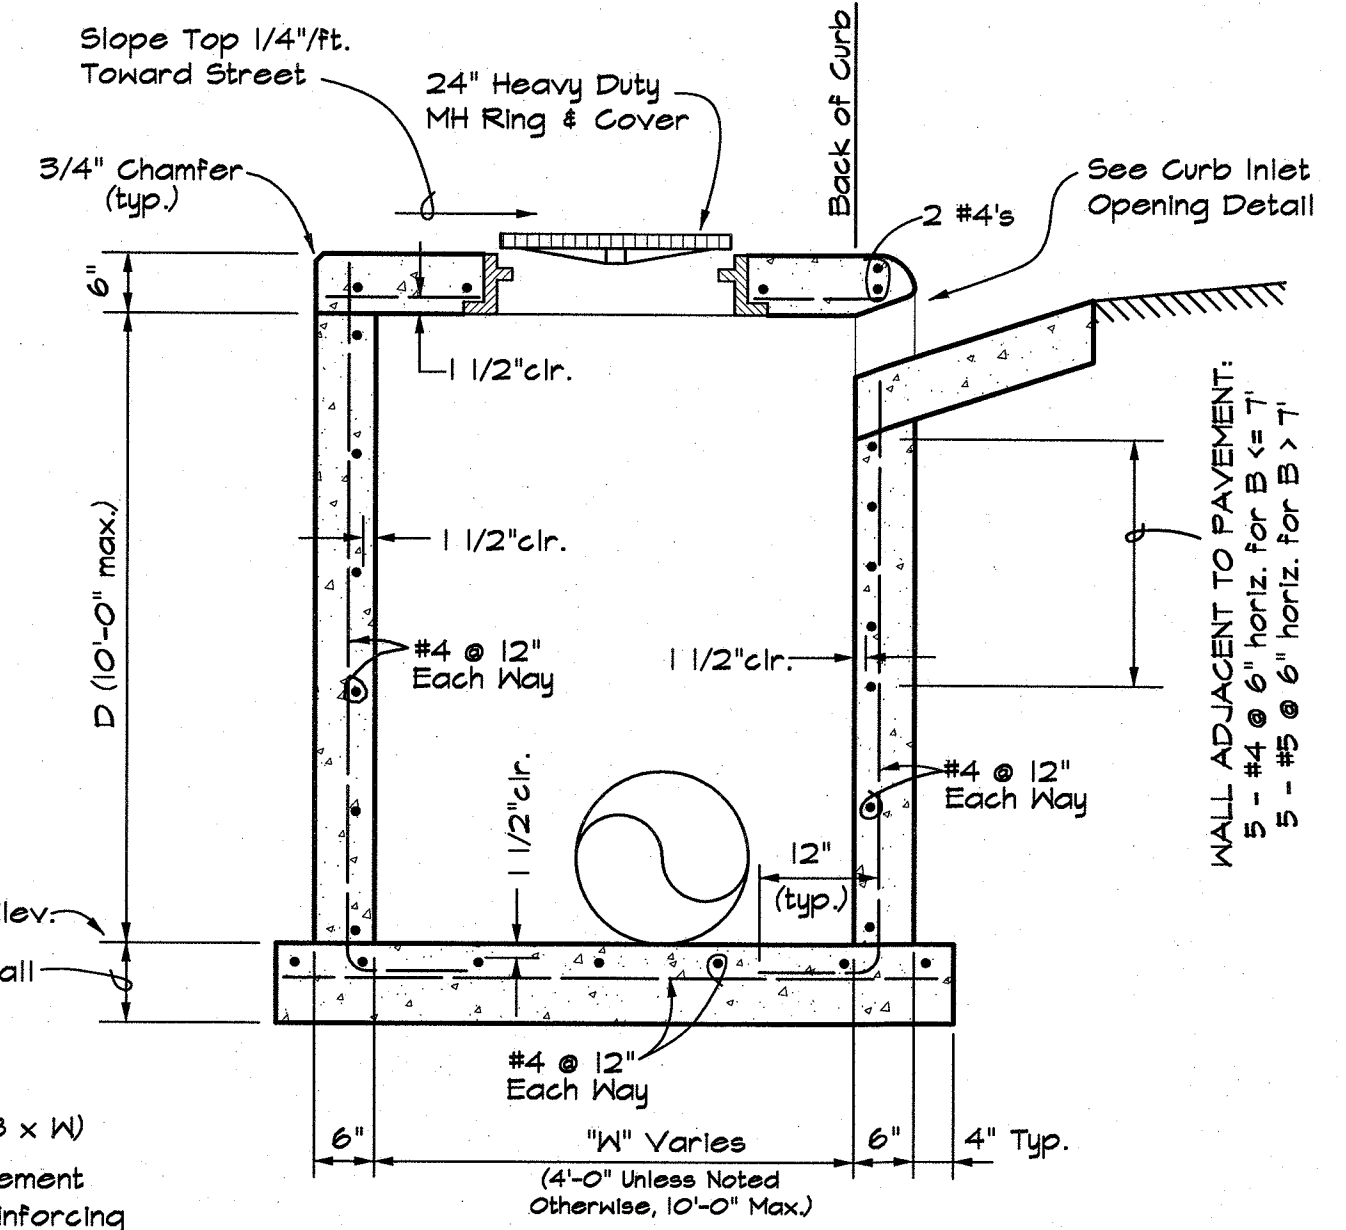 Slope Top 1/4"/ft.
Toward Street
24" Heavy Duty
MH Ring & Cover
Back of Curb
3/4" Chamfer
(typ.)
See Curb Inlet
Opening Detail
2 #4's
6"
1 1/2"clr.
D (10'-0" max.)
1 1/2"clr.
WALL ADJACENT TO PAVEMENT:
5 - #4 @ 6" horiz. for B <= 7'
5 - #5 @ 6" horiz. for B > 7'
#4 @ 12"
Each Way
1 1/2"clr.
1 1/2"clr.
#4 @ 12"
Each Way
12"
(typ.)
lev.
all
#4 @ 12"
Each Way
x W)
6"
"W" Varies
6"
4" Typ.
(4'-0" Unless Noted
Otherwise, 10'-0" Max.)
ement
nforcing